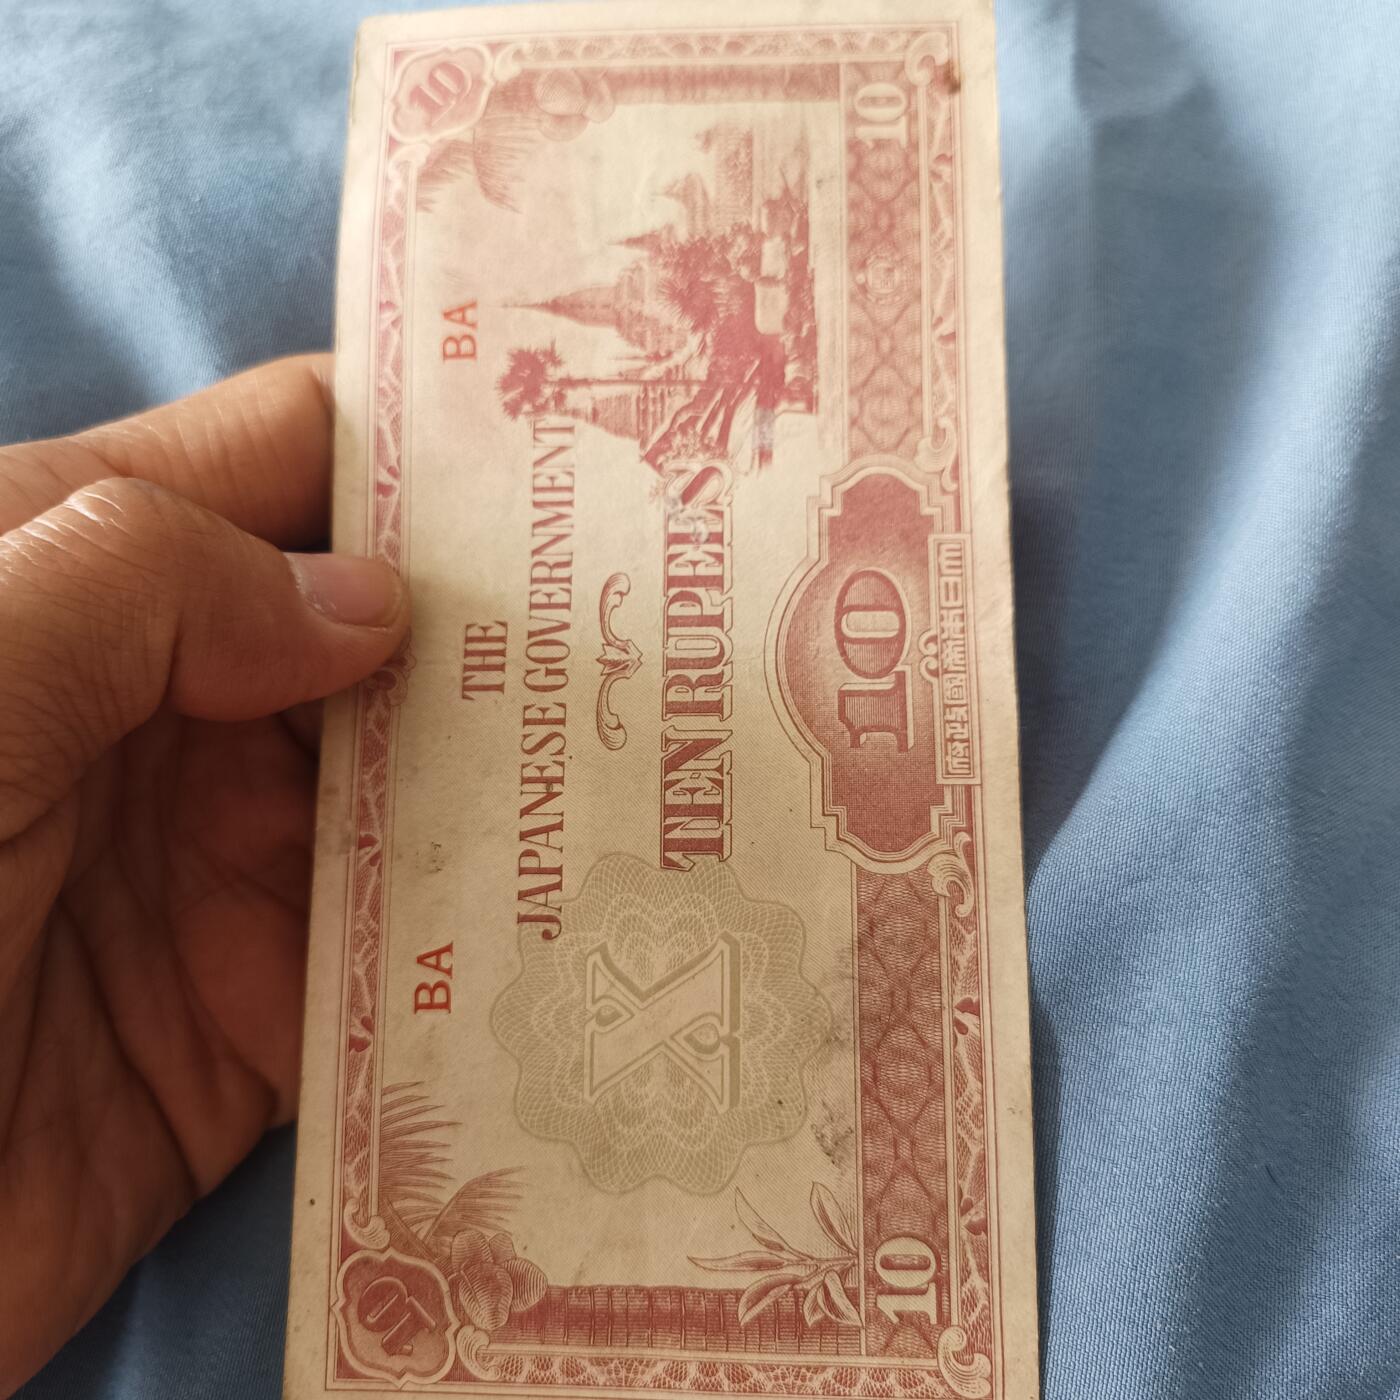 10
10
BA
BA
THE
JAPANESE GOVERNMENT
TEN RUPEES
X
10
10
10
大日本帝國政府